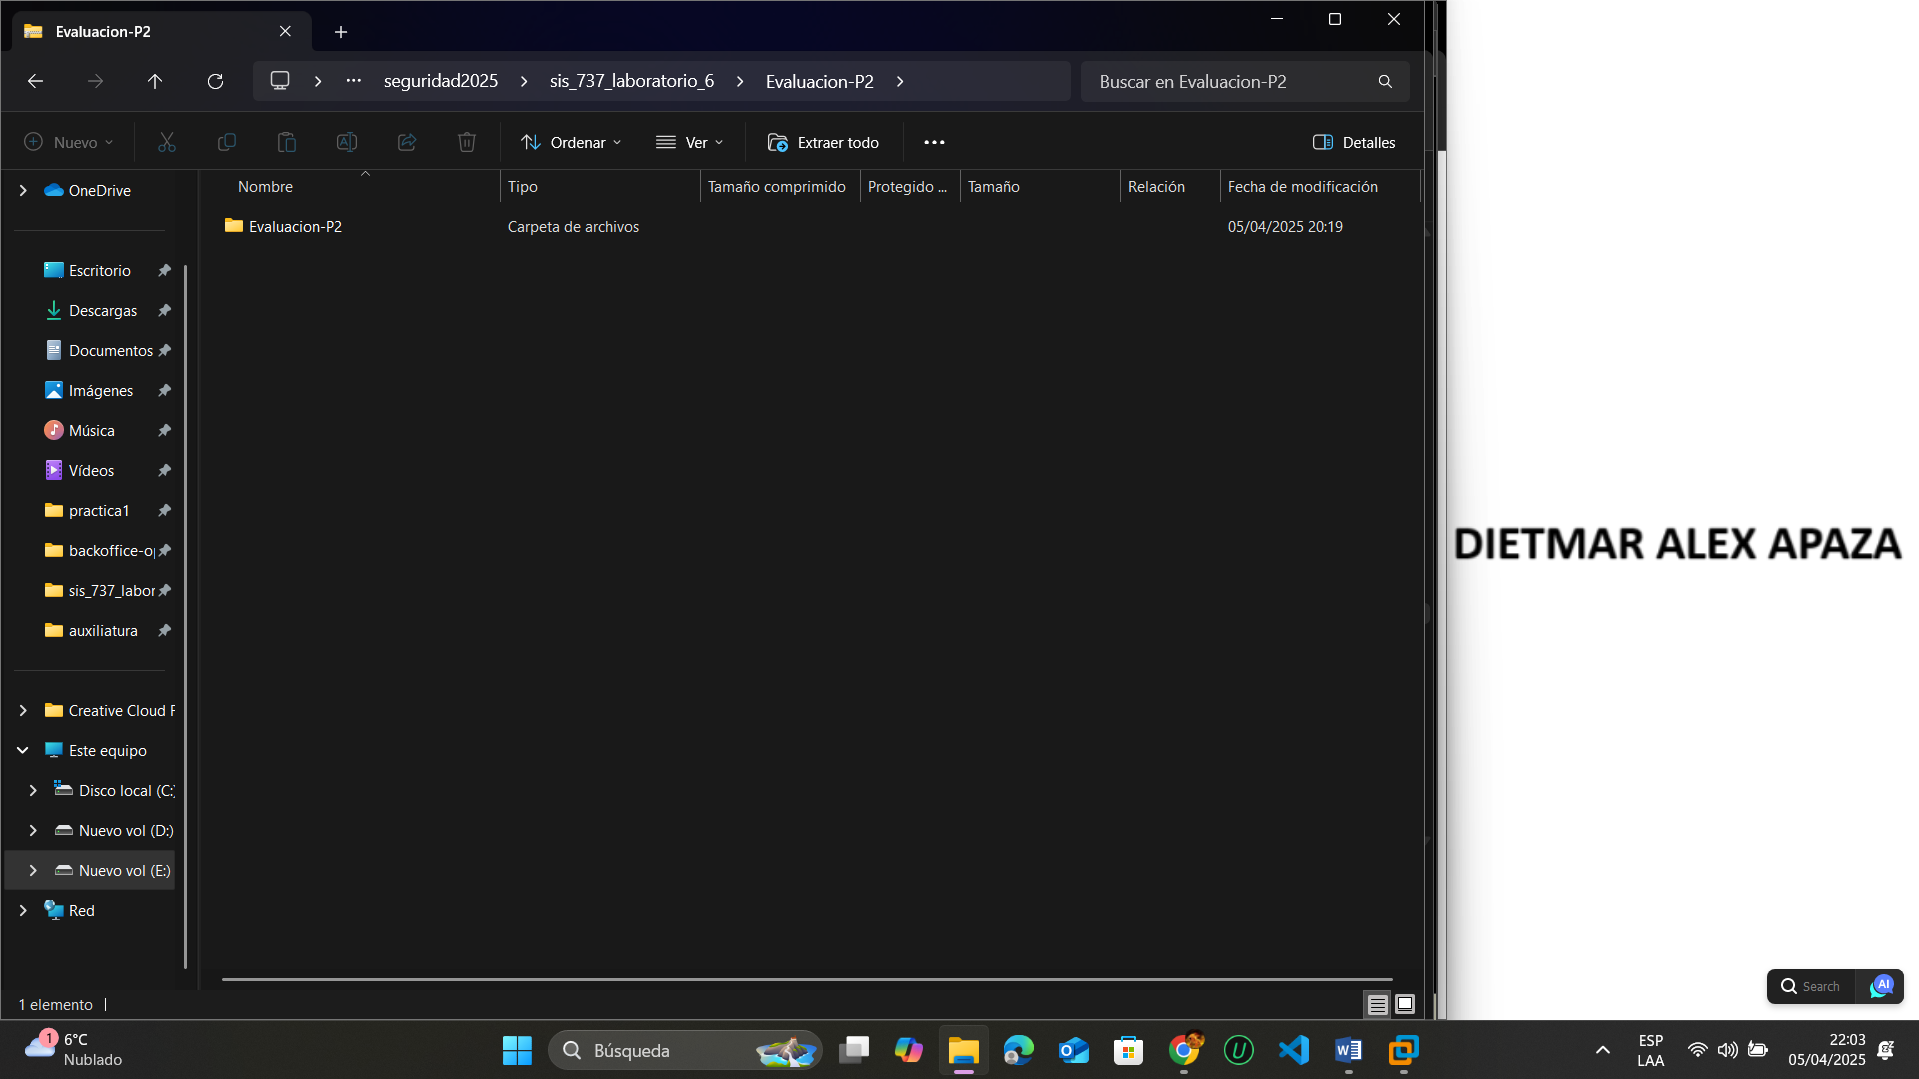 Evaluacion-P2
seguridad2025
sis_737_laboratorio_6
Evaluacion-P2
Buscar en Evaluacion-P2
Nuevo
Ordenar
Ver
Extraer todo
Detalles
Nombre
Tipo
Tamaño comprimido
Protegido ...
Tamaño
Relación
Fecha de modificación
Evaluacion-P2
Carpeta de archivos
05/04/2025 20:19
OneDrive
Escritorio
Descargas
Documentos
Imágenes
Música
Vídeos
practica1
backoffice-o
sis_737_labor
auxiliatura
Creative Cloud F
Este equipo
Disco local (C:)
Nuevo vol (D:)
Nuevo vol (E:)
Red
DIETMAR ALEX APAZA
Search
AI
1 elemento
1
6°C
Nublado
Búsqueda
ESP
LAA
22:03
05/04/2025